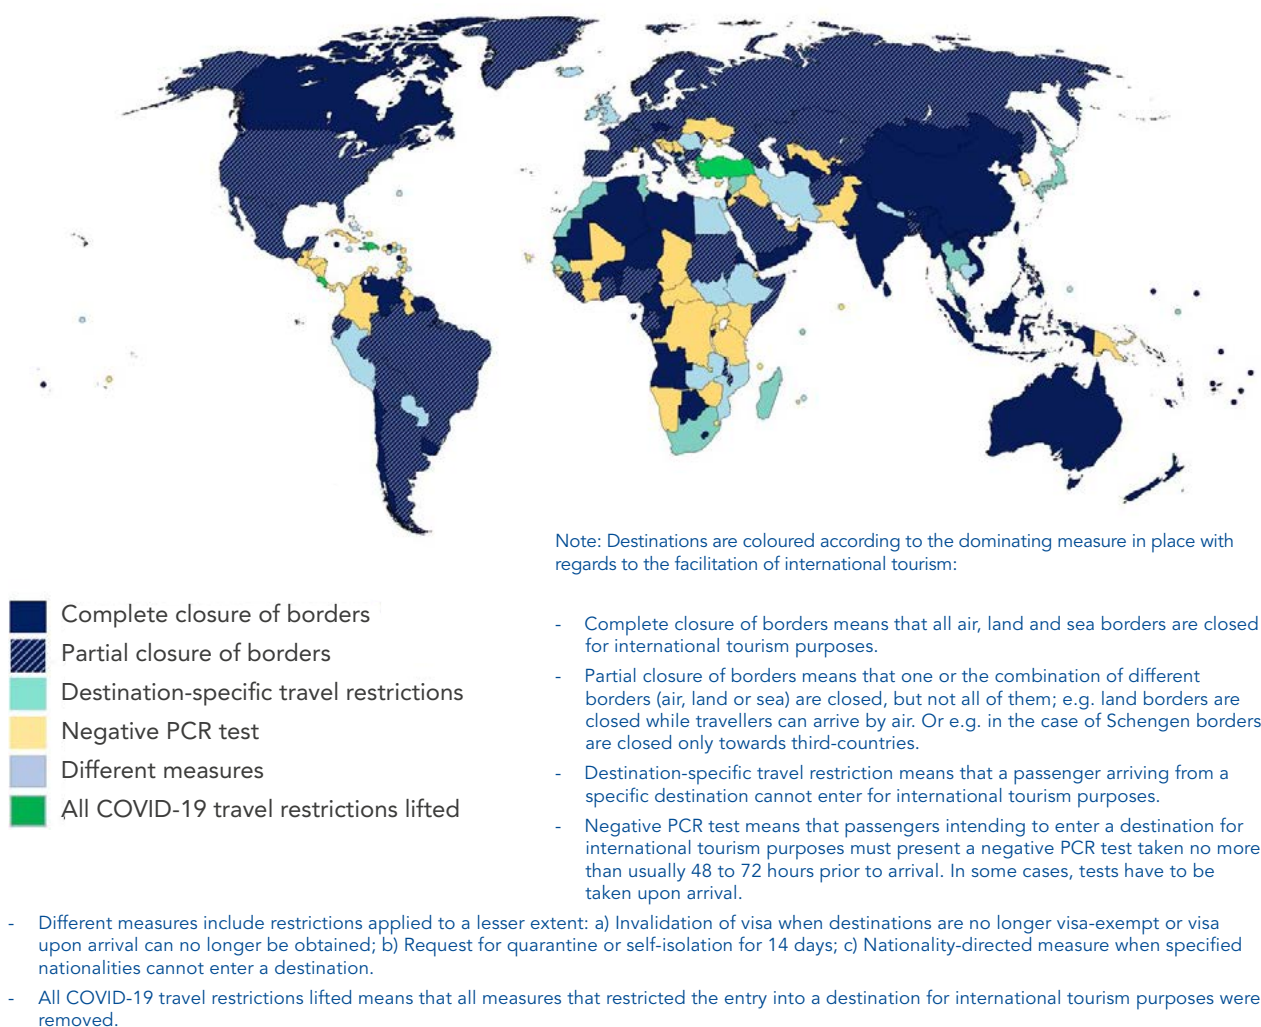 Note: Destinations are coloured according to the dominating measure in place with
regards to the facilitation of international tourism:
Complete closure of borders
Partial closure of borders
Destination-specific travel restrictions
Negative PCR test
Different measures
All COVID-19 travel restrictions lifted
- Complete closure of borders means that all air, land and sea borders are closed
for international tourism purposes.
- Partial closure of borders means that one or the combination of different
borders (air, land or sea) are closed, but not all of them; e.g. land borders are
closed while travellers can arrive by air. Or e.g. in the case of Schengen borders
are closed only towards third-countries.
- Destination-specific travel restriction means that a passenger arriving from a
specific destination cannot enter for international tourism purposes.
- Negative PCR test means that passengers intending to enter a destination for
international tourism purposes must present a negative PCR test taken no more
than usually 48 to 72 hours prior to arrival. In some cases, tests have to be
taken upon arrival.
- Different measures include restrictions applied to a lesser extent: a) Invalidation of visa when destinations are no longer visa-exempt or visa
upon arrival can no longer be obtained; b) Request for quarantine or self-isolation for 14 days; c) Nationality-directed measure when specified
nationalities cannot enter a destination.
- All COVID-19 travel restrictions lifted means that all measures that restricted the entry into a destination for international tourism purposes were
removed.